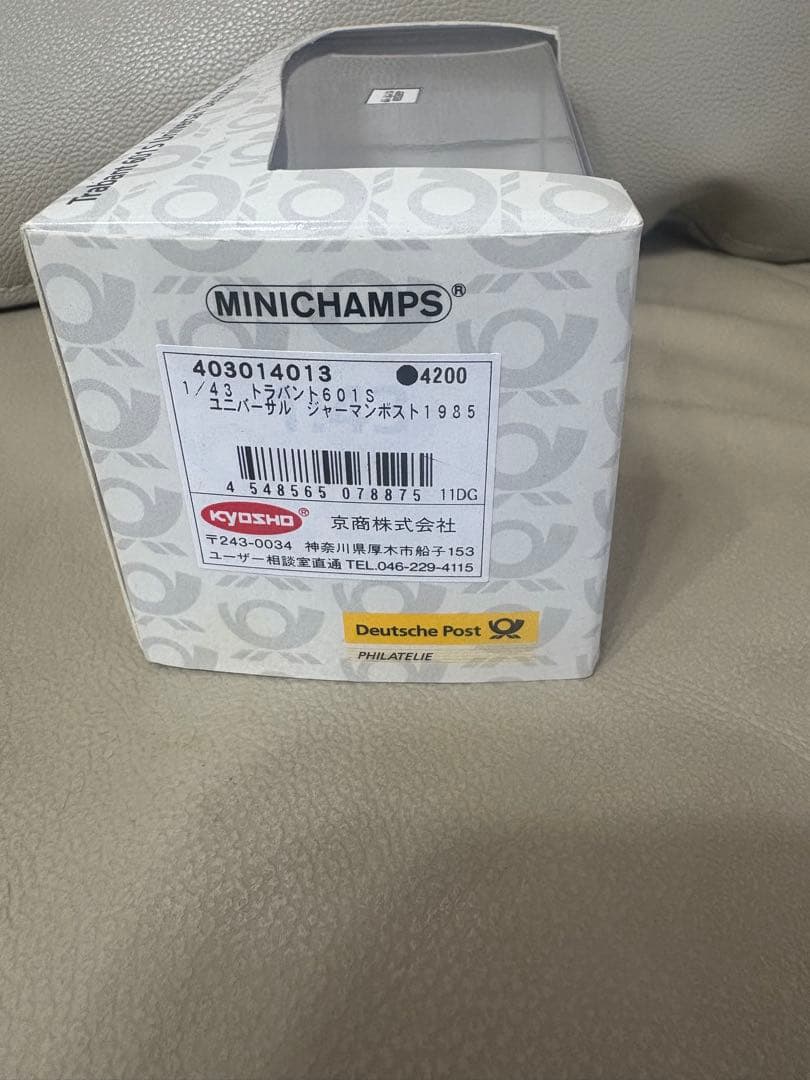 Trabant 601 S Universal
MINICHAMPS®
403014013 ●4200
1/43 トラバント601S
ユニバーサル ジャーマンポスト1985
4 548565 078875 11DG
KYOSHO® 京商株式会社
〒243-0034 神奈川県厚木市船子153
ユーザー相談室直通 TEL.046-229-4115
Deutsche Post
PHILATELIE